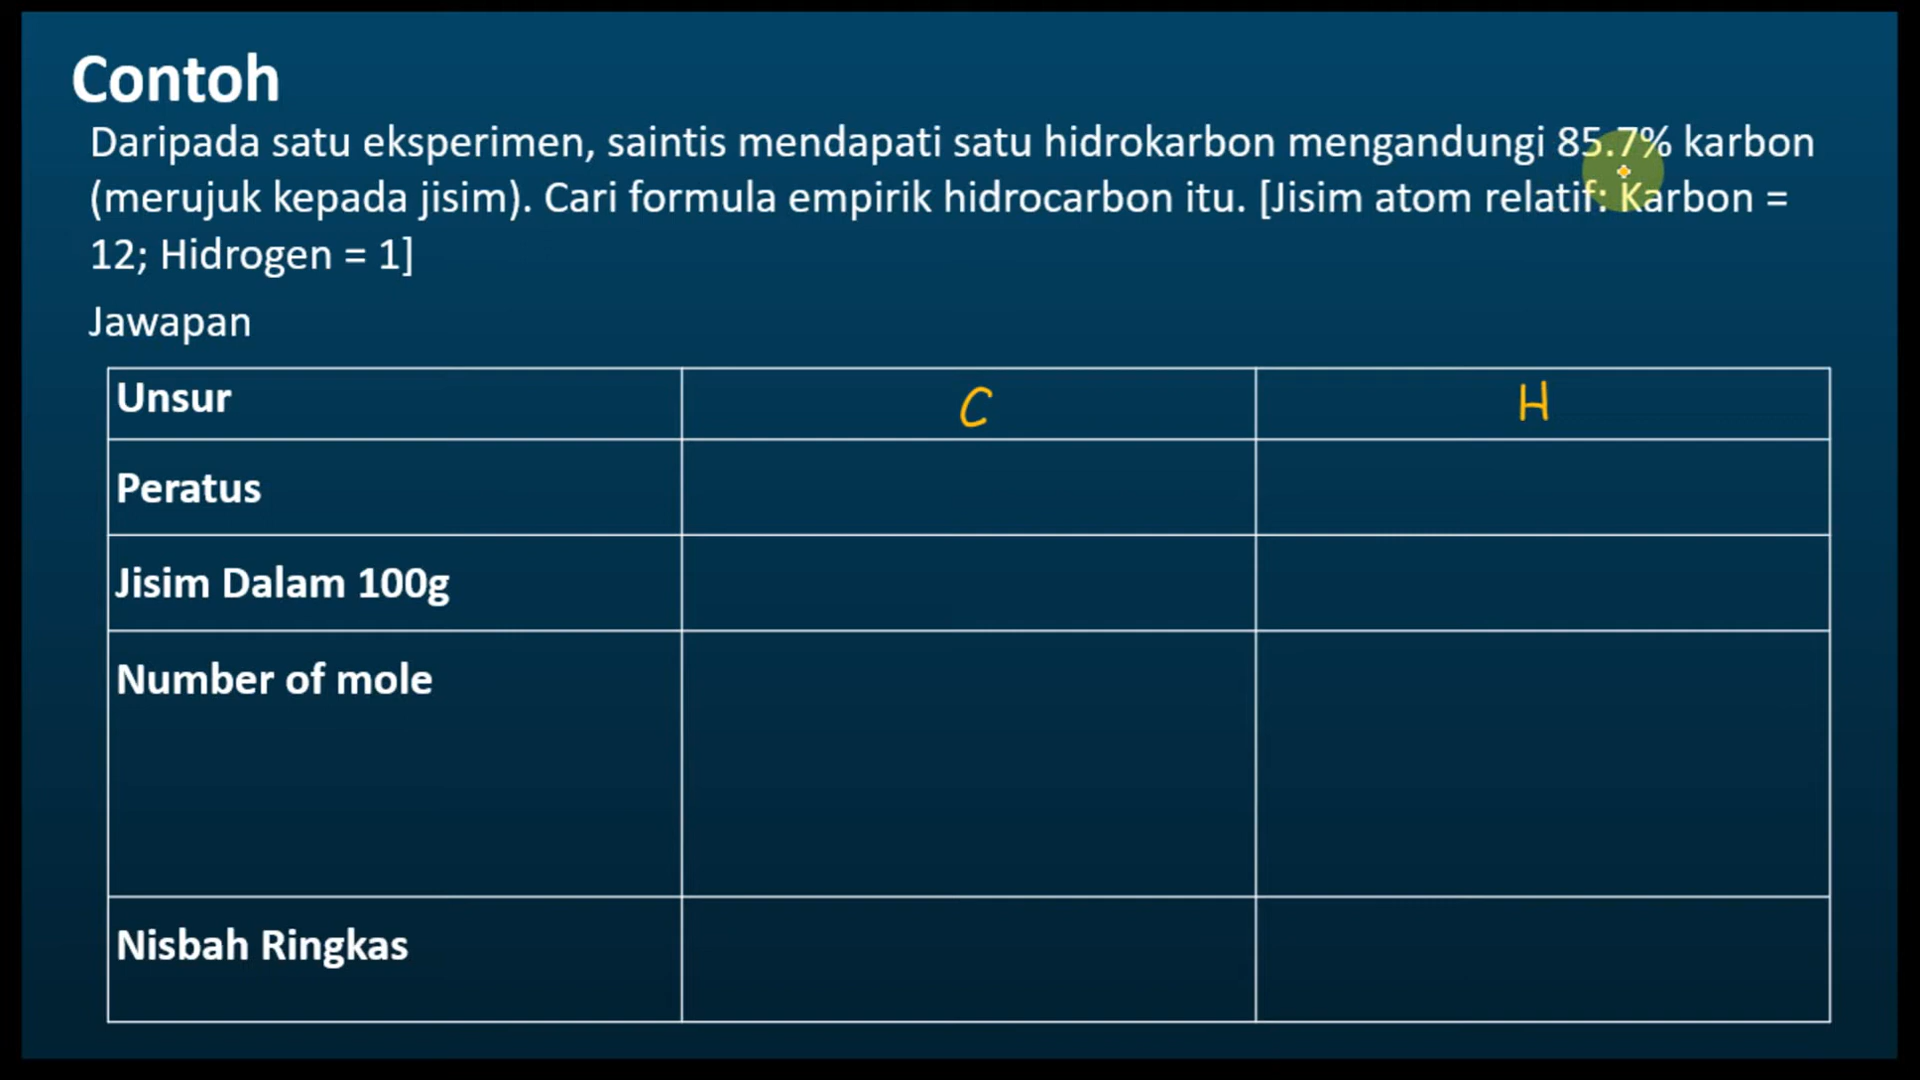 Contoh
Daripada satu eksperimen, saintis mendapati satu hidrokarbon mengandungi 85.7% karbon
(merujuk kepada jisim). Cari formula empirik hidrocarbon itu. [Jisim atom relatif: Karbon =
12; Hidrogen = 1]
Jawapan
Unsur C H
Peratus
Jisim Dalam 100g
Number of mole
Nisbah Ringkas